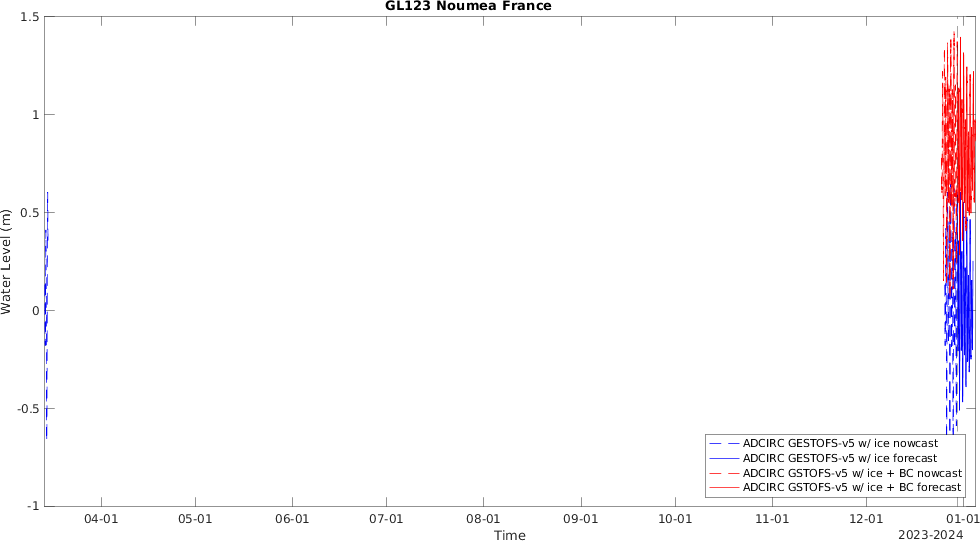 GL123 Noumea France
1.5
1
0.5
0
-0.5
-1
Water Level (m)
ADCIRC GESTOFS-v5 w/ ice nowcast
ADCIRC GESTOFS-v5 w/ ice forecast
ADCIRC GSTOFS-v5 w/ ice + BC nowcast
ADCIRC GSTOFS-v5 w/ ice + BC forecast
04-01 05-01 06-01 07-01 08-01 09-01 10-01 11-01 12-01 01-01
Time
2023-2024